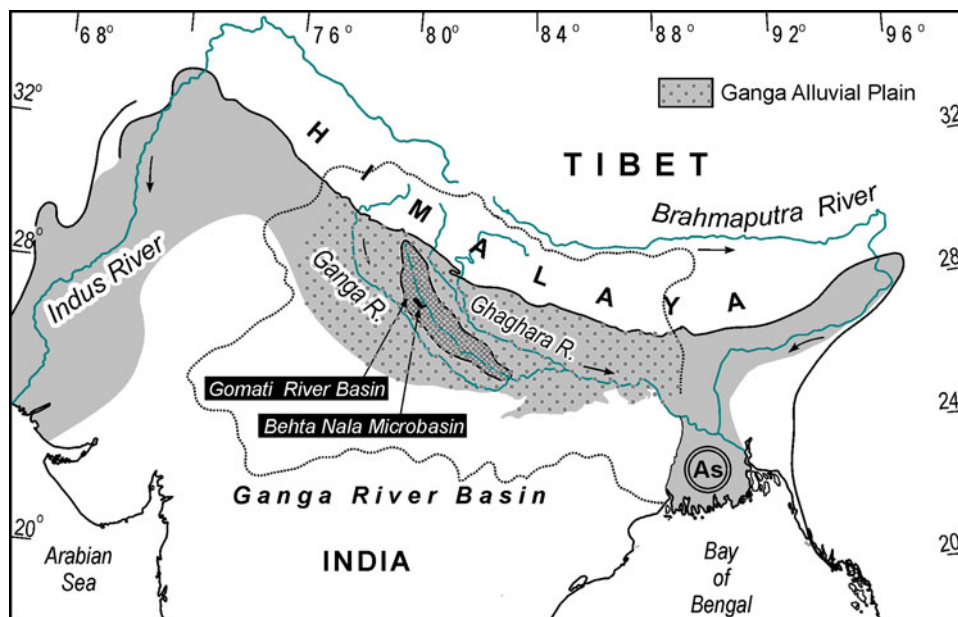 68° 76° 80° 84° 88° 92° 96°
Ganga Alluvial Plain
32° 32
HIMALAYA
TIBET
Brahmaputra River
28° 28
Indus River
Ganga R.
Ghaghara R.
Gomati River Basin
24
Behta Nala Microbasin
As
Ganga River Basin
20° 20
Arabian
Sea
INDIA
Bay
of
Bengal